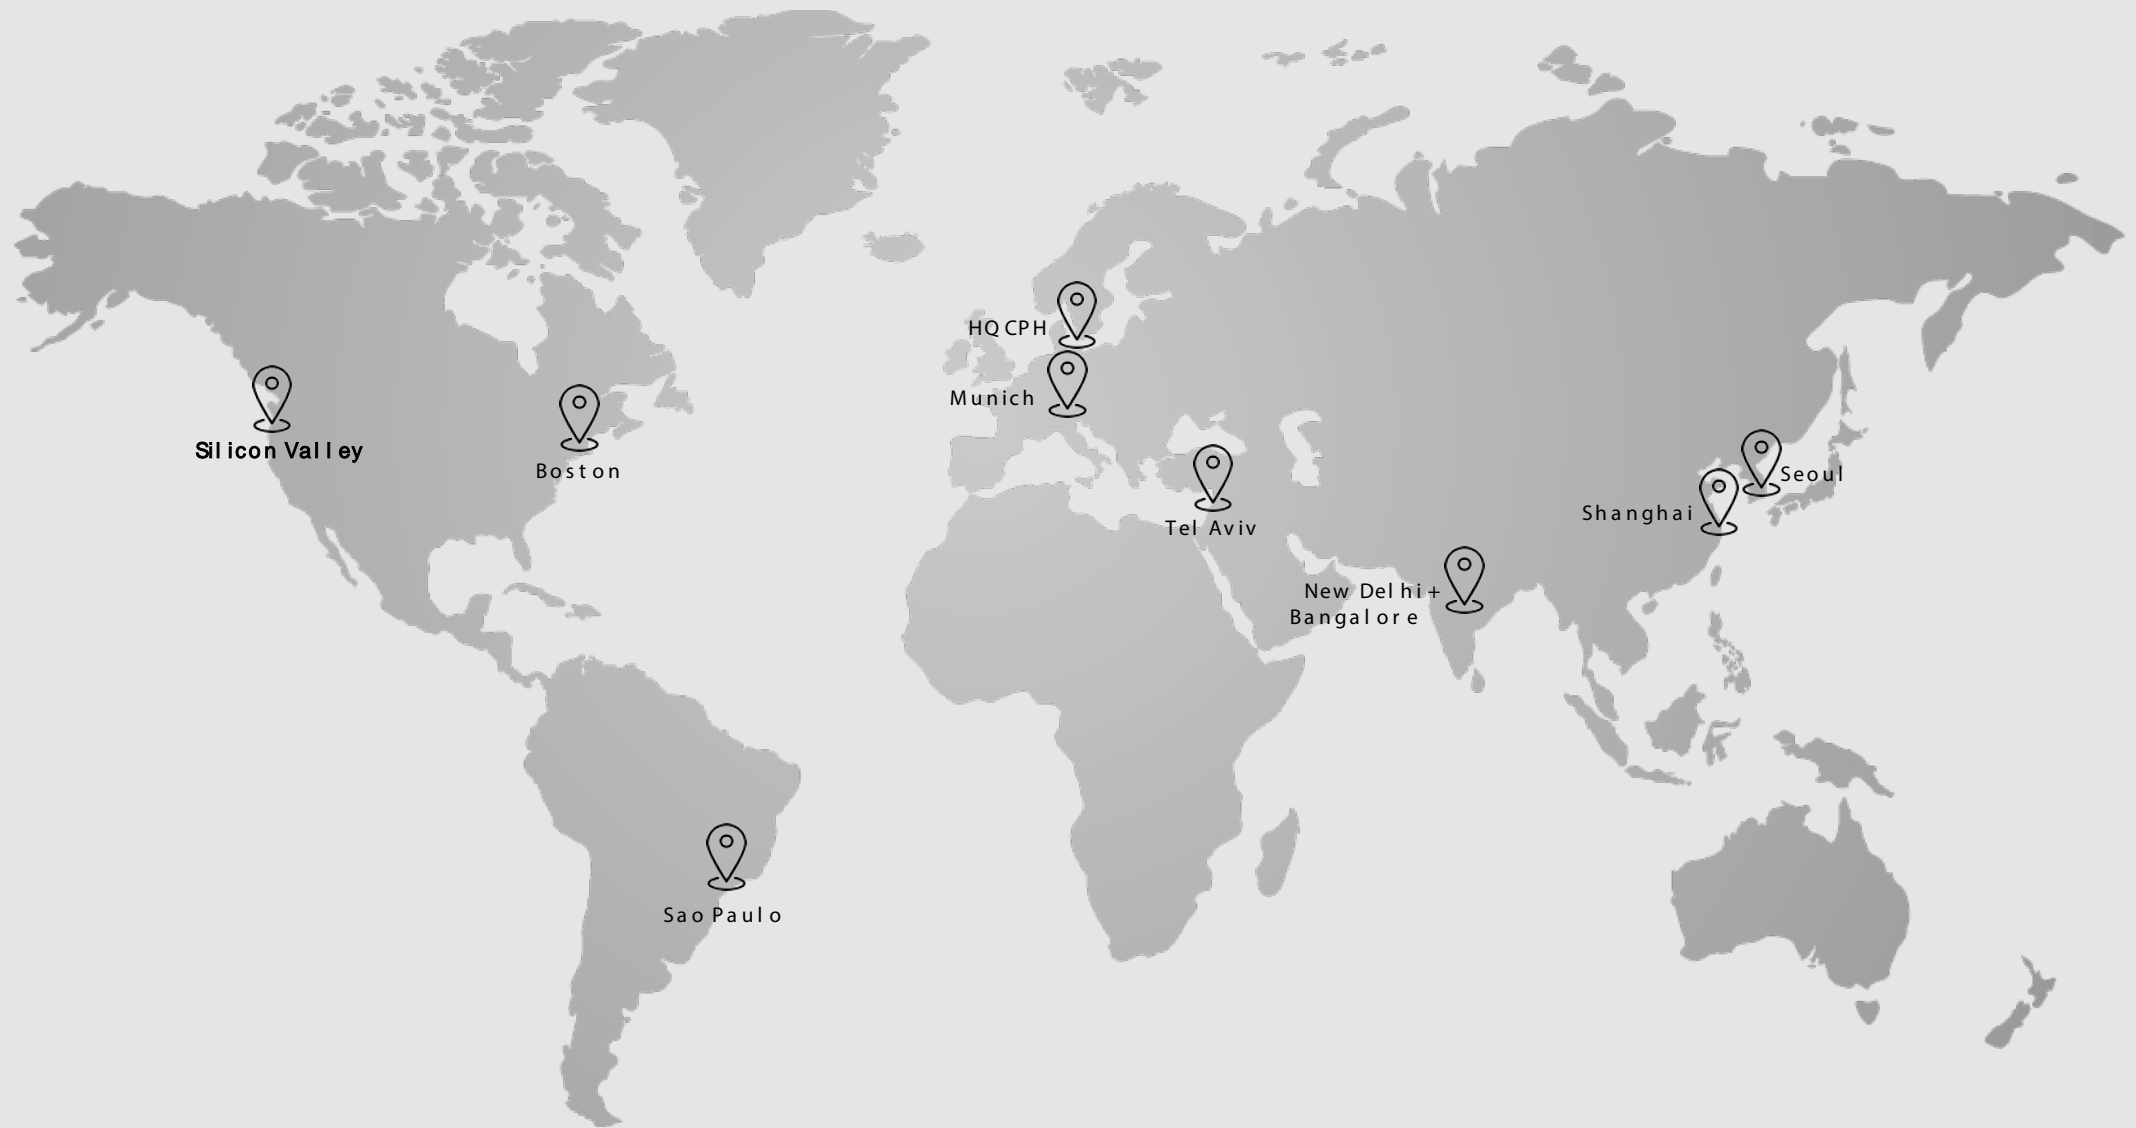 HQ CPH
Munich
Silicon Valley
Boston
Seoul
Shanghai
Tel Aviv
New Delhi+
Bangalore
Sao Paulo